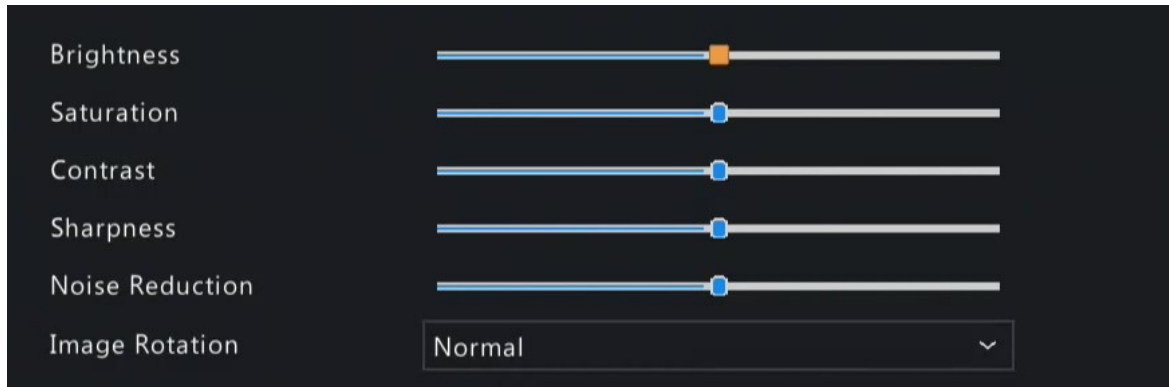 Brightness
Saturation
Contrast
Sharpness
Noise Reduction
Image Rotation Normal